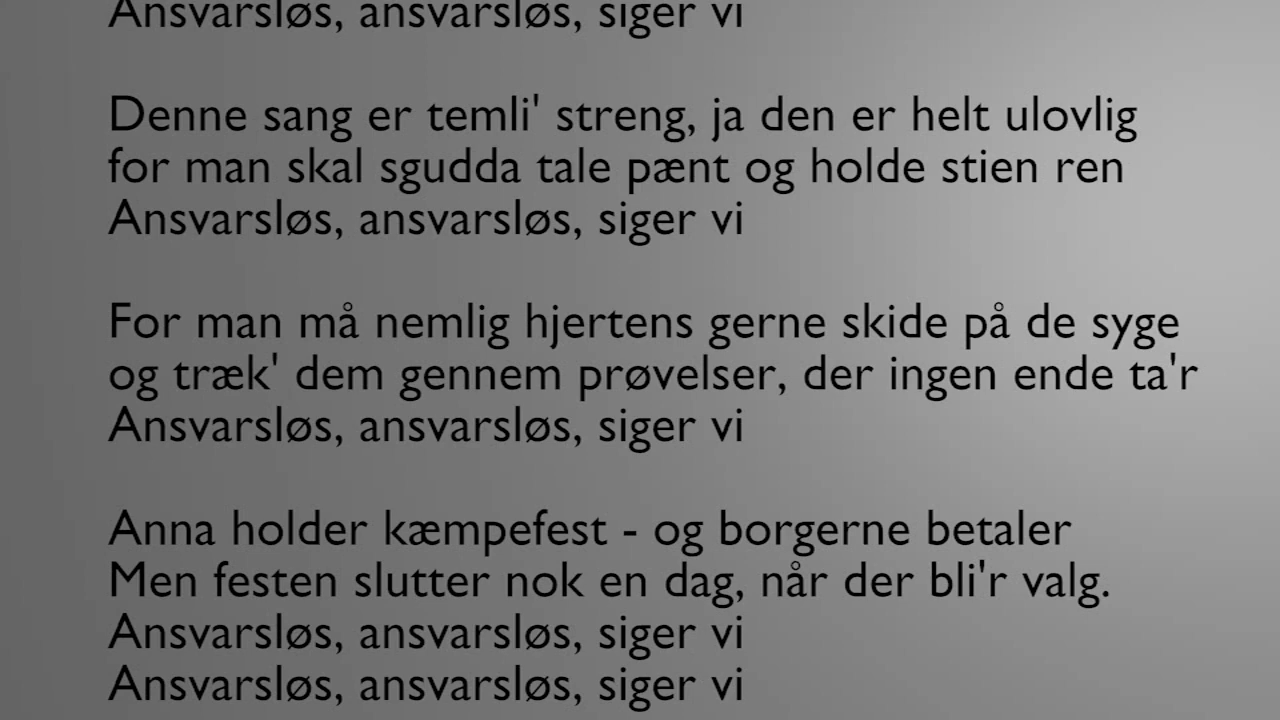 Ansvarsløs, ansvarsløs, siger vi
Denne sang er temli' streng, ja den er helt ulovlig
for man skal sgudda tale pænt og holde stien ren
Ansvarsløs, ansvarsløs, siger vi
For man må nemlig hjertens gerne skide på de syge
og træk' dem gennem prøvelser, der ingen ende ta'r
Ansvarsløs, ansvarsløs, siger vi
Anna holder kæmpefest - og borgerne betaler
Men festen slutter nok en dag, når der bli'r valg.
Ansvarsløs, ansvarsløs, siger vi
Ansvarsløs, ansvarsløs, siger vi